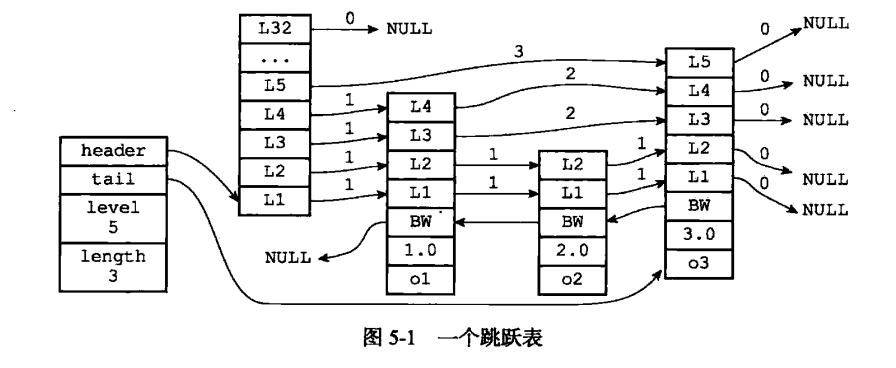 L32
0
NULL
...
L5
3
L4
1
L3
1
L2
1
L1
1
header
tail
level
5
length
3
L4
2
L3
2
L2
1
L1
1
BW
NULL
1.0
o1
L2
1
L1
1
BW
2.0
o2
L5
0
NULL
L4
0
NULL
L3
0
NULL
L2
0
NULL
L1
0
NULL
BW
3.0
o3
图 5-1 一个跳跃表